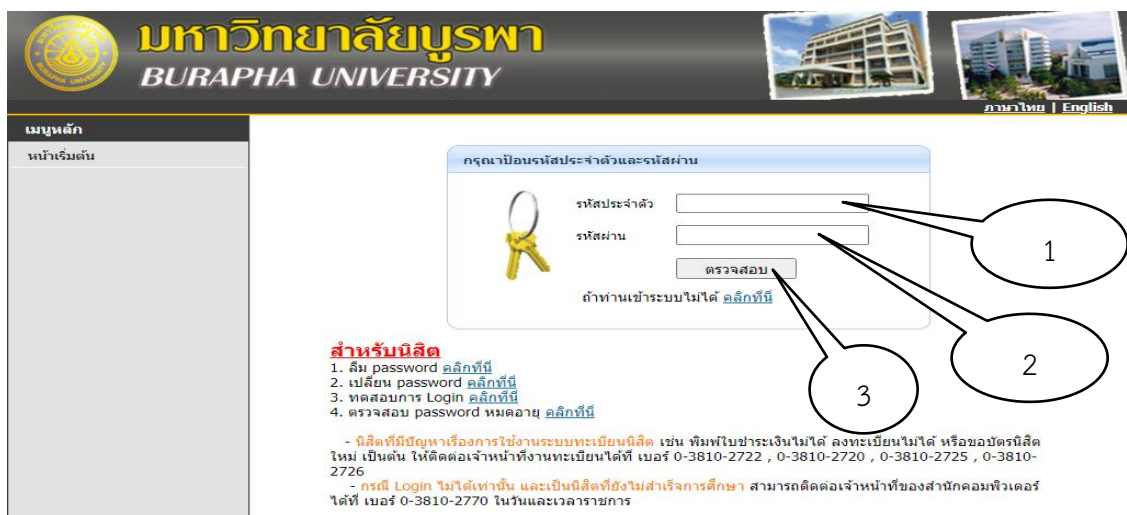 มหาวิทยาลัยบูรพา
BURAPHA UNIVERSITY
ภาษาไทย | English
เมนูหลัก
หน้าเริ่มต้น
กรุณาป้อนรหัสประจำตัวและรหัสผ่าน
รหัสประจำตัว
1
รหัสผ่าน
ตรวจสอบ
ถ้าท่านเข้าระบบไม่ได้ คลิกที่นี่
2
3
สำหรับนิสิต
1. ลืม password คลิกที่นี่
2. เปลี่ยน password คลิกที่นี่
3. ทดสอบการ Login คลิกที่นี่
4. ตรวจสอบ password หมดอายุ คลิกที่นี่
- นิสิตที่มีปัญหาเรื่องการใช้งานระบบทะเบียนนิสิต เช่น พิมพ์ใบชำระเงินไม่ได้ ลงทะเบียนไม่ได้ หรือขอบัตรนิสิต
ใหม่ เป็นต้น ให้ติดต่อเจ้าหน้าที่งานทะเบียนได้ที่ เบอร์ 0-3810-2722 , 0-3810-2720 , 0-3810-2725 , 0-3810-
2726
- กรณี Login ไม่ได้เท่านั้น และเป็นนิสิตที่ยังไม่สำเร็จการศึกษา สามารถติดต่อเจ้าหน้าที่ของสำนักคอมพิวเตอร์
ได้ที่ เบอร์ 0-3810-2770 ในวันและเวลาราชการ